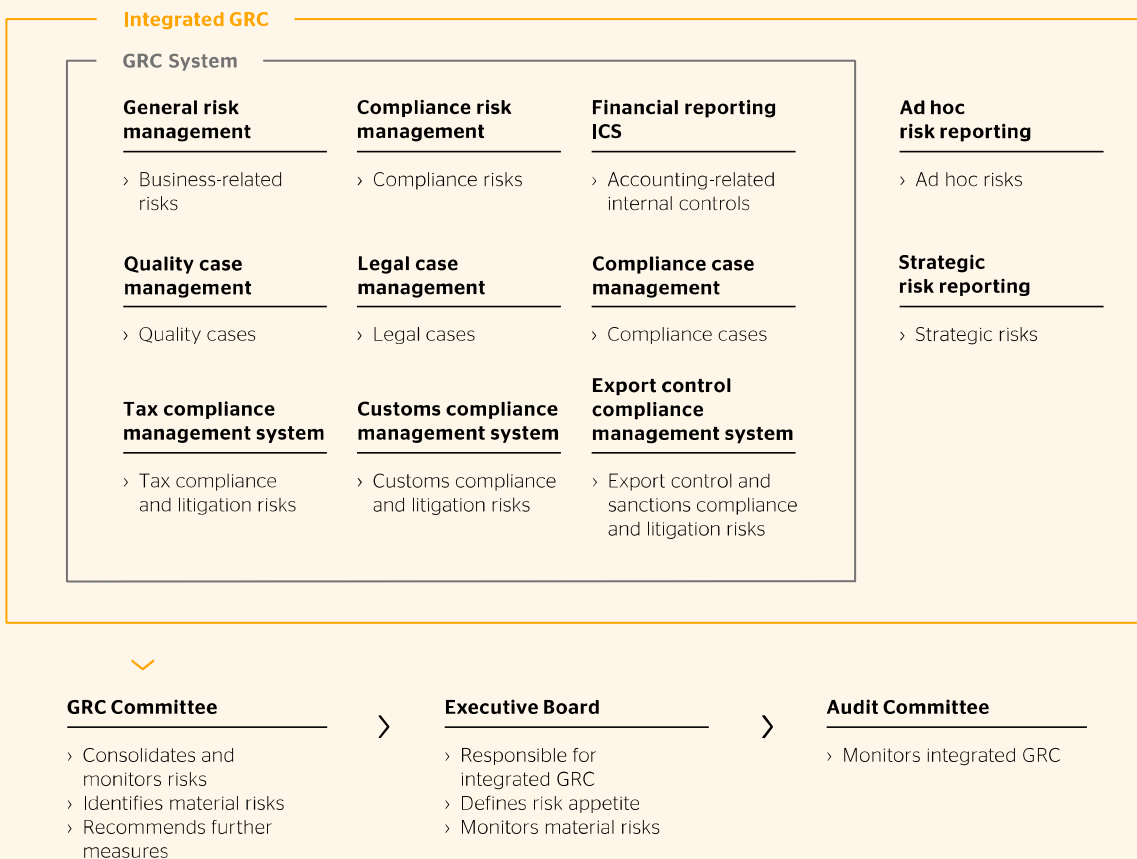 Integrated GRC
GRC System
General risk
management
› Business-related
risks
Compliance risk
management
› Compliance risks
Financial reporting
ICS
› Accounting-related
internal controls
Ad hoc
risk reporting
› Ad hoc risks
Quality case
management
› Quality cases
Legal case
management
› Legal cases
Compliance case
management
› Compliance cases
Strategic
risk reporting
› Strategic risks
Tax compliance
management system
› Tax compliance
and litigation risks
Customs compliance
management system
› Customs compliance
and litigation risks
Export control
compliance
management system
› Export control and
sanctions compliance
and litigation risks
GRC Committee
› Consolidates and
monitors risks
› Identifies material risks
› Recommends further
measures
Executive Board
› Responsible for
integrated GRC
› Defines risk appetite
› Monitors material risks
Audit Committee
› Monitors integrated GRC